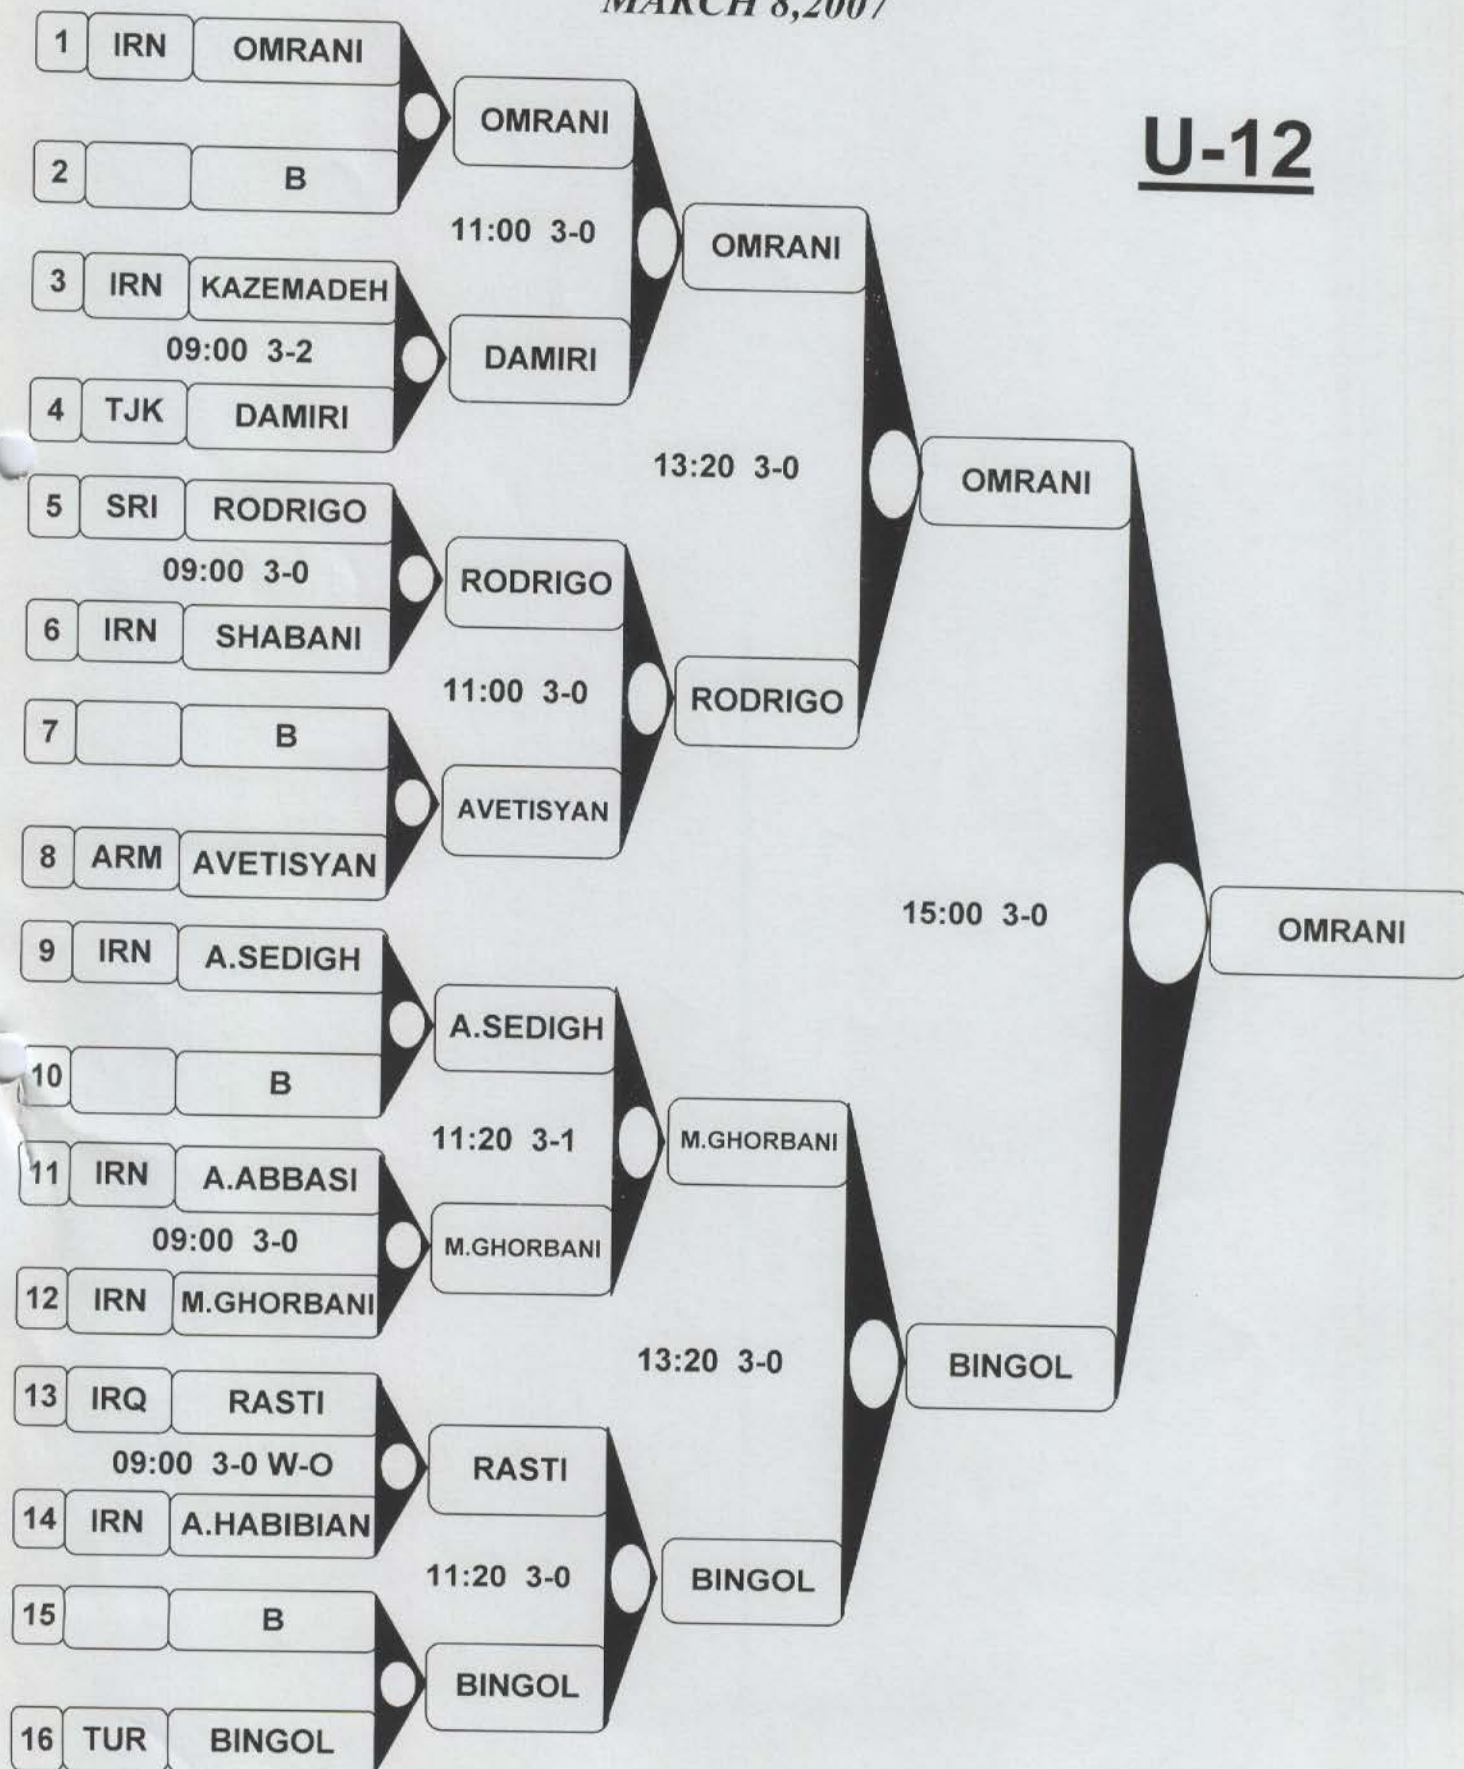 MARCH 8,2007
U-12
1 IRN OMRANI
2 B
3 IRN KAZEMADEH
09:00 3-2
4 TJK DAMIRI
5 SRI RODRIGO
09:00 3-0
6 IRN SHABANI
7 B
8 ARM AVETISYAN
9 IRN A.SEDIGH
10 B
11 IRN A.ABBASI
09:00 3-0
12 IRN M.GHORBANI
13 IRQ RASTI
09:00 3-0 W-O
14 IRN A.HABIBIAN
15 B
16 TUR BINGOL
OMRANI
11:00 3-0
DAMIRI
RODRIGO
11:00 3-0
AVETISYAN
A.SEDIGH
11:20 3-1
M.GHORBANI
RASTI
11:20 3-0
BINGOL
OMRANI
13:20 3-0
RODRIGO
M.GHORBANI
13:20 3-0
BINGOL
OMRANI
15:00 3-0
BINGOL
OMRANI